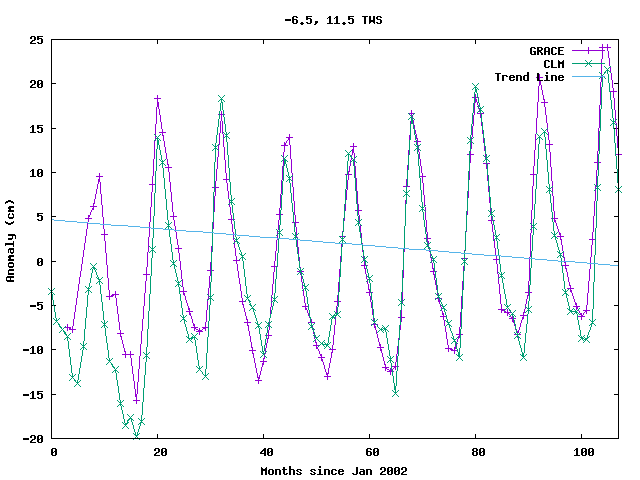 -6.5, 11.5 TWS
GRACE
CLM
Trend Line
25
20
15
10
5
0
-5
-10
-15
-20
Anomaly (cm)
0 20 40 60 80 100
Months since Jan 2002